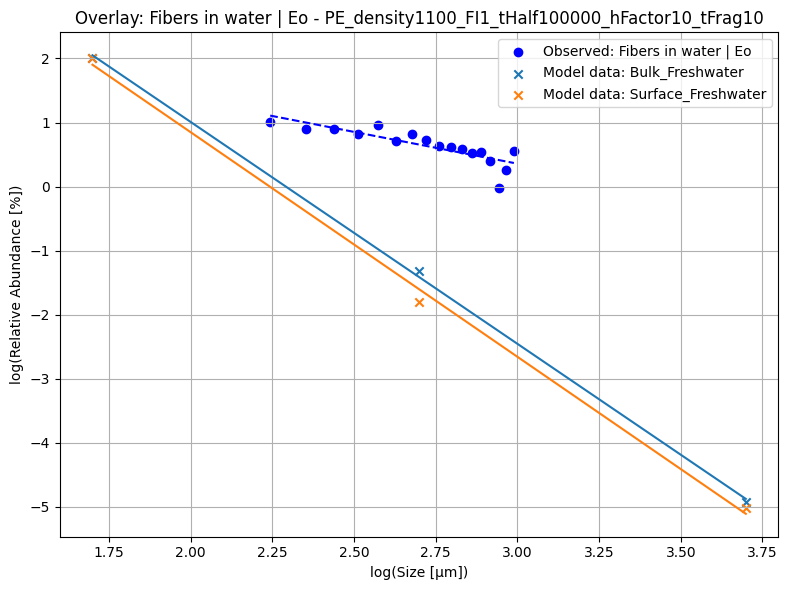 Overlay: Fibers in water | Eo - PE_density1100_FI1_tHalf100000_hFactor10_tFrag10
Observed: Fibers in water | Eo
Model data: Bulk_Freshwater
Model data: Surface_Freshwater
log(Relative Abundance [%])
2
1
0
−1
−2
−3
−4
−5
1.75
2.00
2.25
2.50
2.75
3.00
3.25
3.50
3.75
log(Size [μm])